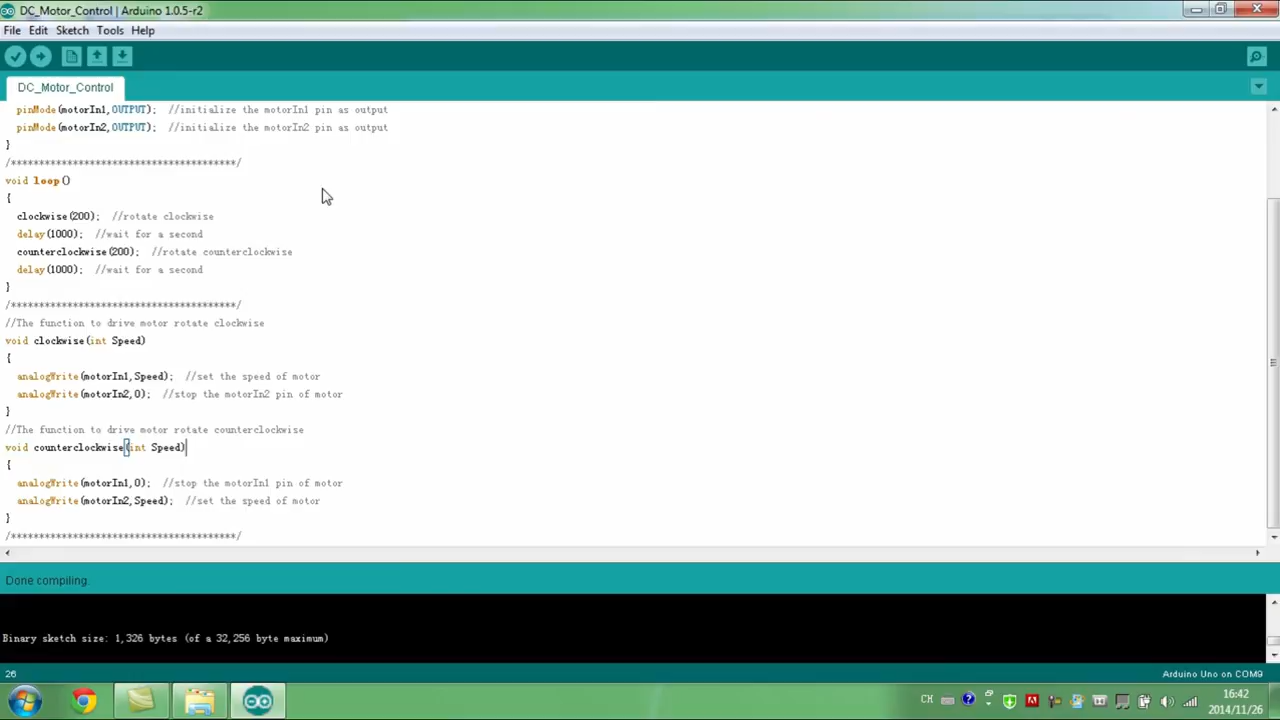 DC_Motor_Control | Arduino 1.0.5-r2
File Edit Sketch Tools Help
DC_Motor_Control
pinMode(motorIn1,OUTPUT);  //initialize the motorIn1 pin as output
pinMode(motorIn2,OUTPUT);  //initialize the motorIn2 pin as output
}
/****************************************/
void loop()
{
clockwise(200);  //rotate clockwise
delay(1000);  //wait for a second
counterclockwise(200);  //rotate counterclockwise
delay(1000);  //wait for a second
}
/****************************************/
//The function to drive motor rotate clockwise
void clockwise(int Speed)
{
analogWrite(motorIn1,Speed);  //set the speed of motor
analogWrite(motorIn2,0);  //stop the motorIn2 pin of motor
}
//The function to drive motor rotate counterclockwise
void counterclockwise(int Speed)
{
analogWrite(motorIn1,0);  //stop the motorIn1 pin of motor
analogWrite(motorIn2,Speed);  //set the speed of motor
}
/****************************************/
Done compiling.
Binary sketch size: 1,326 bytes (of a 32,256 byte maximum)
26
Arduino Uno on COM9
CH
16:42
2014/11/26